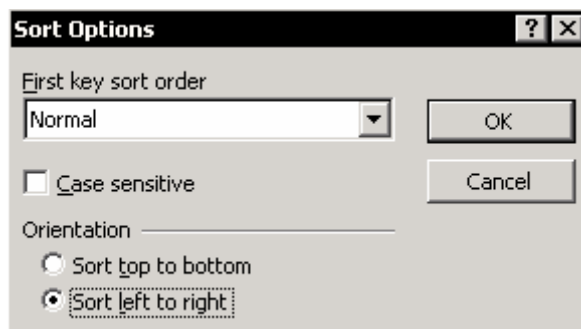 Sort Options
First key sort order
Normal
OK
Case sensitive
Cancel
Orientation
Sort top to bottom
Sort left to right